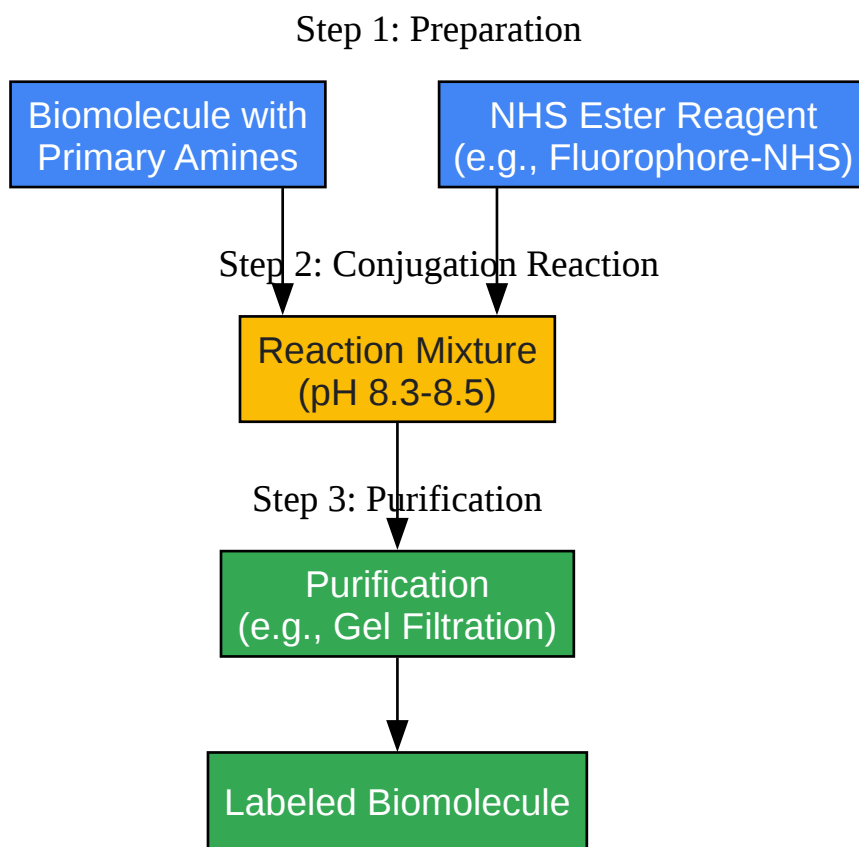 Step 1: Preparation
Biomolecule with
Primary Amines
NHS Ester Reagent
(e.g., Fluorophore-NHS)
Step 2: Conjugation Reaction
Reaction Mixture
(pH 8.3-8.5)
Step 3: Purification
Purification
(e.g., Gel Filtration)
Labeled Biomolecule